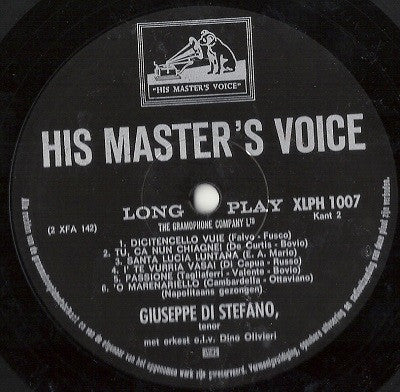 "HIS MASTER'S VOICE"
HIS MASTER'S VOICE
LONG PLAY XLPH 1007
(2 XFA 142) THE GRAMOPHONE COMPANY LTD Kant 2
1. DICITENCELLO VUIE (Falvo - Fusco)
2. TU, CA NUN CHIAGNE! (De Curtis - Bovio)
3. SANTA LUCIA LUNTANA (E. A. Mario)
4. I' TE VURRIA VASA! (Di Capua - Russo)
5. PASSIONE (Tagliaferri - Valente - Bovio)
6. 'O MARENARIELLO (Cambardella - Ottaviano)
(Napolitaans gezongen)
GIUSEPPE DI STEFANO,
tenor
met orkest o.l.v. Dino Olivieri